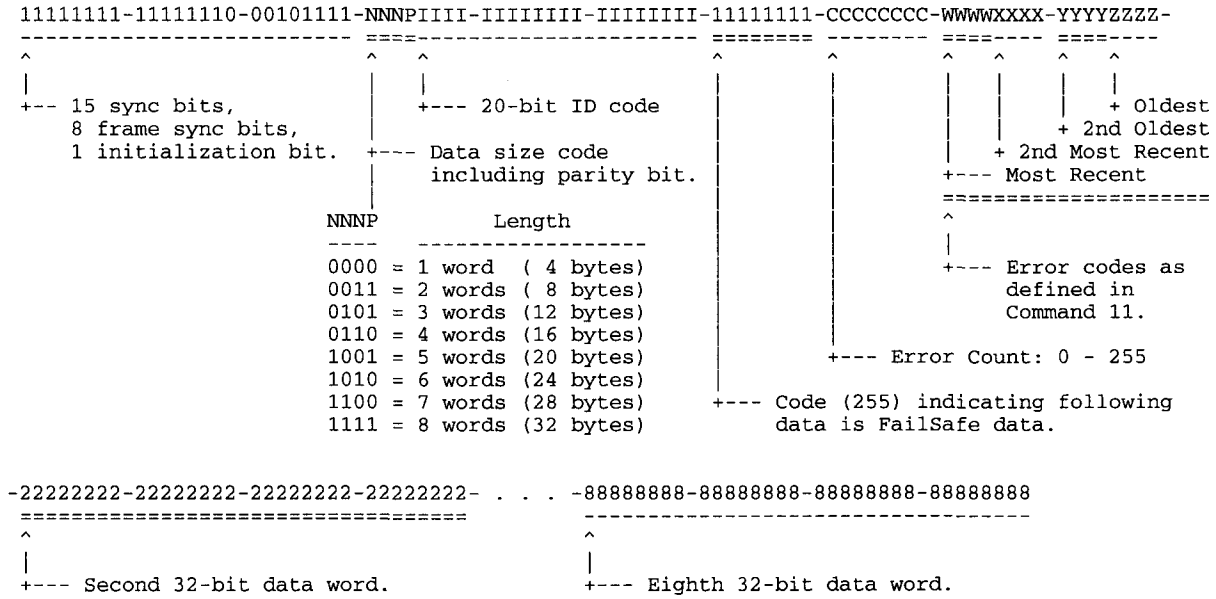 11111111-11111110-00101111-NNNPIIII-IIIIIIII-IIIIIIII-11111111-CCCCCCCC-WWWWXXXX-YYYYZZZZ-
+--- 15 sync bits,
8 frame sync bits,
1 initialization bit.
+--- 20-bit ID code
+--- Data size code
including parity bit.
+ Oldest
+ 2nd Oldest
+ 2nd Most Recent
+--- Most Recent
NNNP Length
0000 = 1 word ( 4 bytes)
0011 = 2 words ( 8 bytes)
0101 = 3 words (12 bytes)
0110 = 4 words (16 bytes)
1001 = 5 words (20 bytes)
1010 = 6 words (24 bytes)
1100 = 7 words (28 bytes)
1111 = 8 words (32 bytes)
+--- Error codes as
defined in
Command 11.
+--- Error Count: 0 - 255
+--- Code (255) indicating following
data is FailSafe data.
-22222222-22222222-22222222-22222222- . . . -88888888-88888888-88888888-88888888
+--- Second 32-bit data word.
+--- Eighth 32-bit data word.